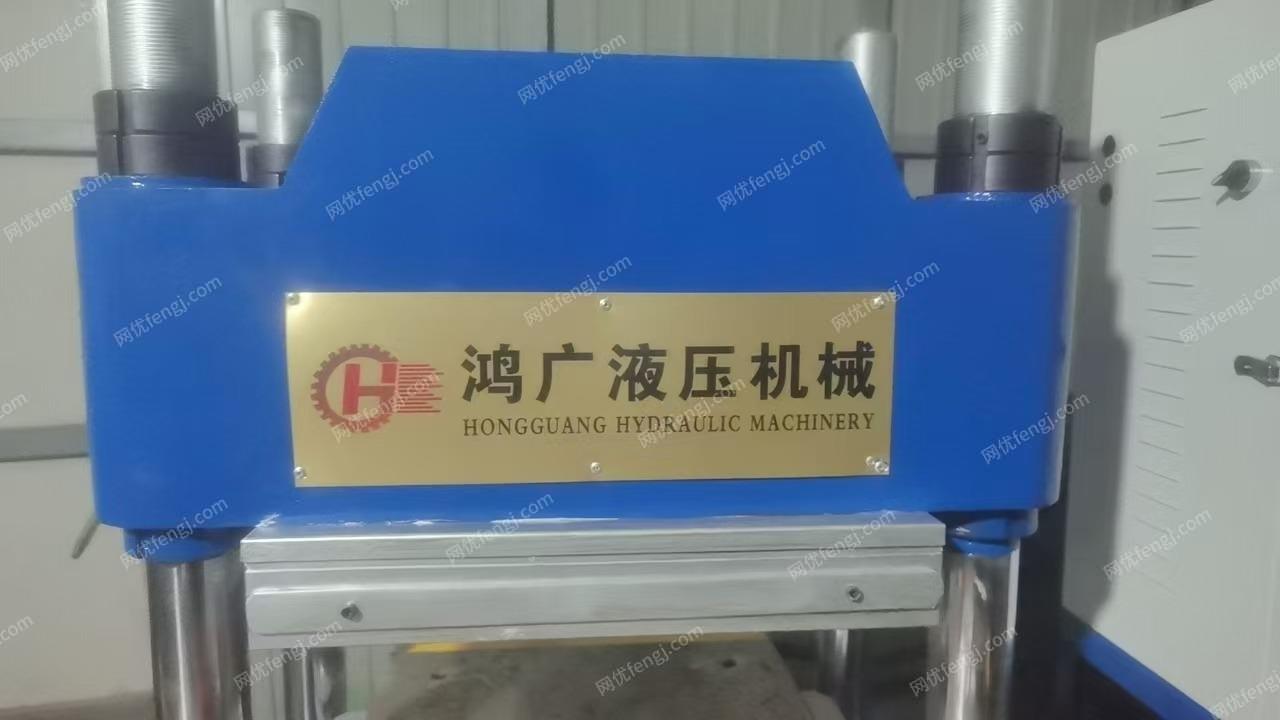 鸿广液压机械
H
HONGGUANG HYDRAULIC MACHINERY
网优fengj.com